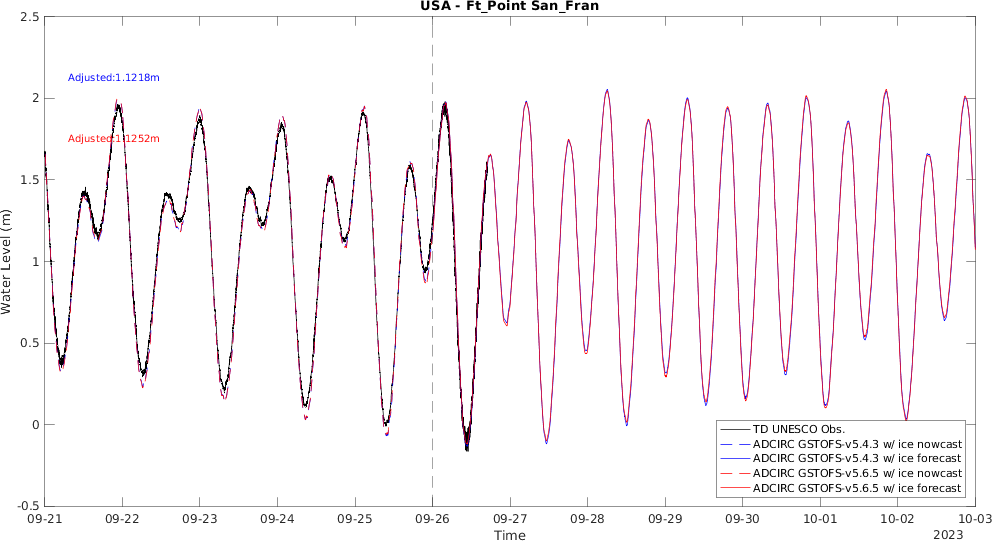 USA - Ft_Point San_Fran
Water Level (m)
2.5
2
1.5
1
0.5
0
-0.5
Adjusted:1.1218m
Adjusted:1.1252m
TD UNESCO Obs.
ADCIRC GSTOFS-v5.4.3 w/ ice nowcast
ADCIRC GSTOFS-v5.4.3 w/ ice forecast
ADCIRC GSTOFS-v5.6.5 w/ ice nowcast
ADCIRC GSTOFS-v5.6.5 w/ ice forecast
09-21 09-22 09-23 09-24 09-25 09-26 09-27 09-28 09-29 09-30 10-01 10-02 10-03
Time
2023